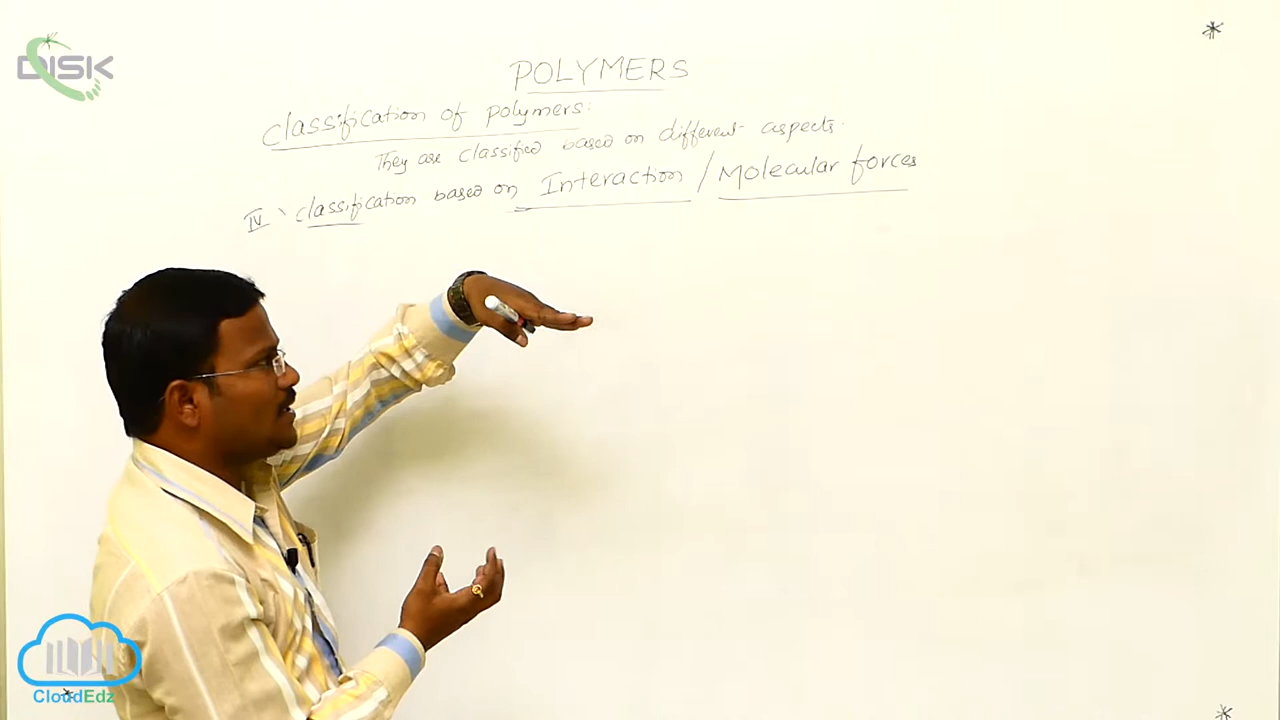 DISK
POLYMERS
Classification of polymers:
They are classified based on different aspects.
IV. Classification based on Interaction / Molecular forces
CloudEdz